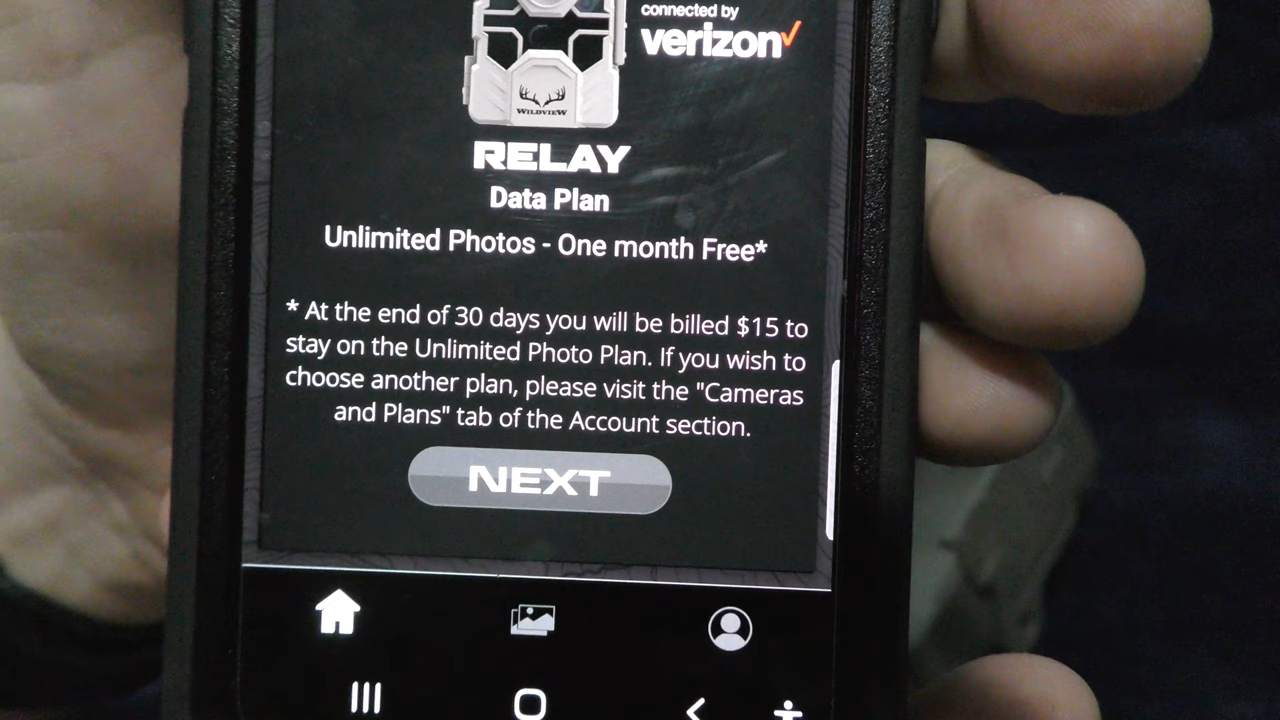 connected by
verizon
WILDVIEW
RELAY
Data Plan
Unlimited Photos - One month Free*
* At the end of 30 days you will be billed $15 to
stay on the Unlimited Photo Plan. If you wish to
choose another plan, please visit the "Cameras
and Plans" tab of the Account section.
NEXT